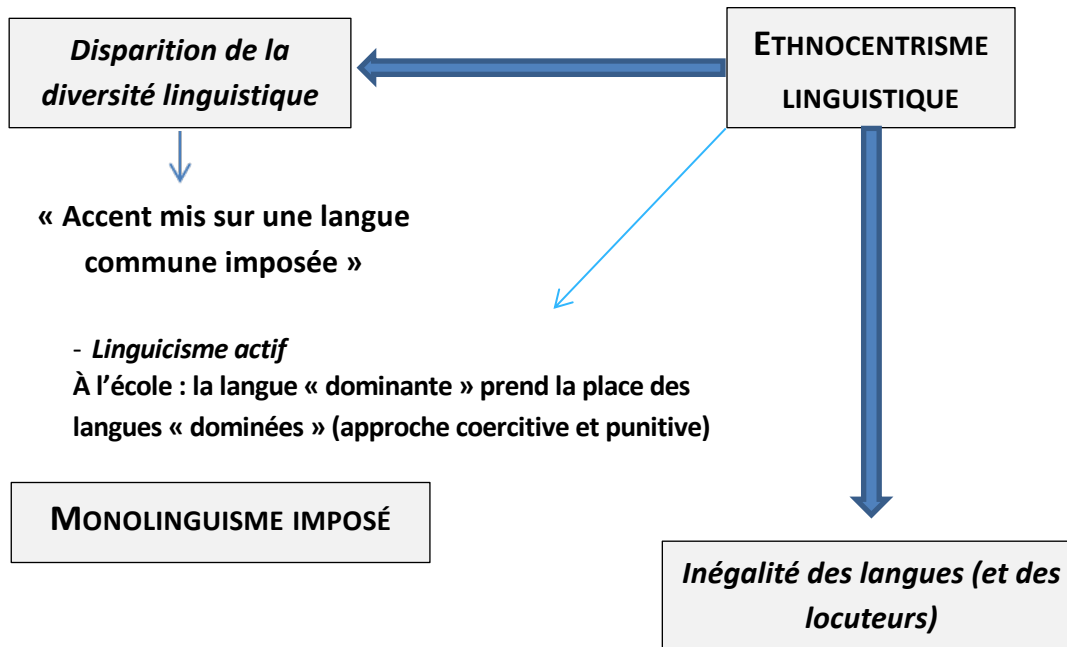 Disparition de la
diversité linguistique
ETHNOCENTRISME
LINGUISTIQUE
« Accent mis sur une langue
commune imposée »
- Linguicisme actif
À l’école : la langue « dominante » prend la place des
langues « dominées » (approche coercitive et punitive)
MONOLINGUISME IMPOSÉ
Inégalité des langues (et des
locuteurs)